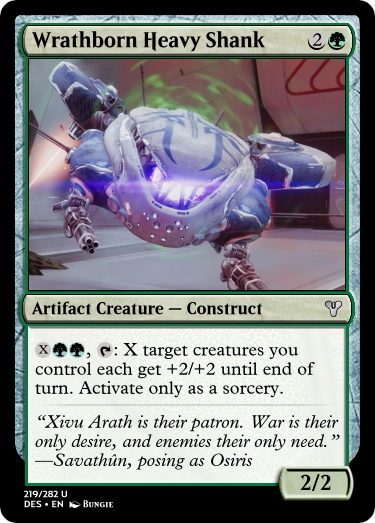 Wrathborn Heavy Shank 2
Artifact Creature — Construct
X, : X target creatures you
control each get +2/+2 until end of
turn. Activate only as a sorcery.
“Xivu Arath is their patron. War is their
only desire, and enemies their only need.”
—Savathûn, posing as Osiris
2/2
219/282 U
DES • EN Bungie